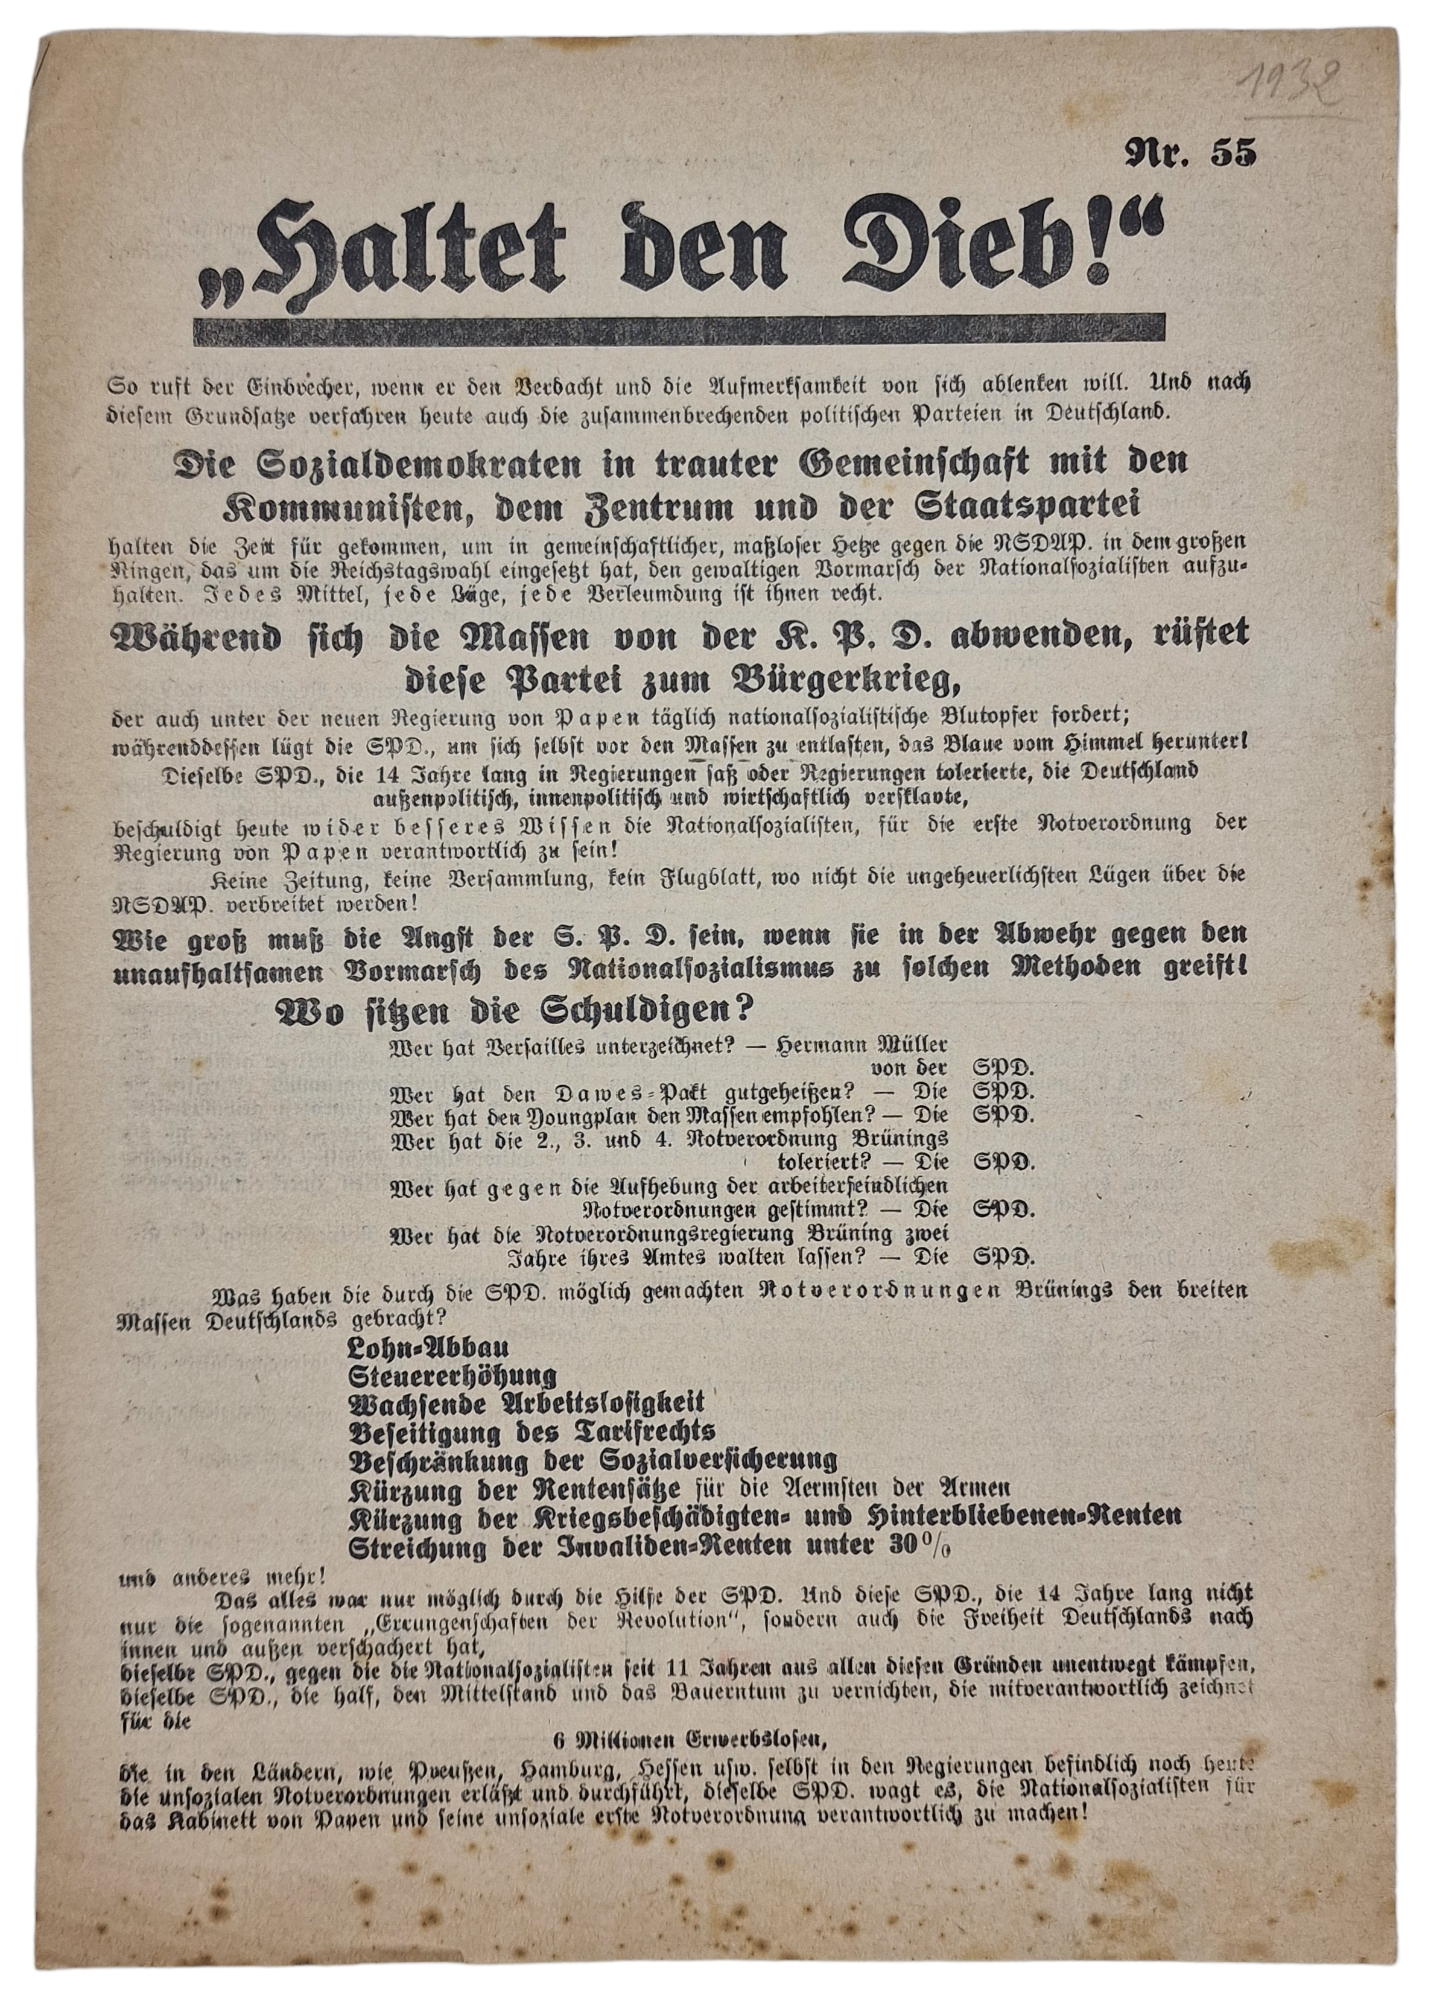 1932
Nr. 55
„Haltet den Dieb!“
So ruft der Einbrecher, wenn er den Verdacht und die Aufmerksamkeit von sich ablenken will. Und nach
diesem Grundsatze verfahren heute auch die zusammenbrechenden politischen Parteien in Deutschland.
Die Sozialdemokraten in trauter Gemeinschaft mit den
Kommunisten, dem Zentrum und der Staatspartei
halten die Zeit für gekommen, um in gemeinschaftlicher, maßloser Hetze gegen die NSDAP. in dem großen
Ringen, das um die Reichstagswahl eingesetzt hat, den gewaltigen Vormarsch der Nationalsozialisten aufzu-
halten. Jedes Mittel, jede Lüge, jede Verleumdung ist ihnen recht.
Während sich die Massen von der K. P. D. abwenden, rüstet
diese Partei zum Bürgerkrieg,
der auch unter der neuen Regierung von Papen täglich nationalsozialistische Blutopfer fordert;
währenddessen lügt die SPD., um sich selbst vor den Massen zu entlasten, das Blaue vom Himmel herunter!
Dieselbe SPD., die 14 Jahre lang in Regierungen saß oder Regierungen tolerierte, die Deutschland
außenpolitisch, innenpolitisch und wirtschaftlich versklavte,
beschuldigt heute wider besseres Wissen die Nationalsozialisten, für die erste Notverordnung der
Regierung von Papen verantwortlich zu sein!
Keine Zeitung, keine Versammlung, kein Flugblatt, wo nicht die ungeheuerlichsten Lügen über die
NSDAP. verbreitet werden!
Wie groß muß die Angst der S. P. D. sein, wenn sie in der Abwehr gegen den
unaufhaltsamen Vormarsch des Nationalsozialismus zu solchen Methoden greift!
Wo sitzen die Schuldigen?
Wer hat Versailles unterzeichnet? — Hermann Müller
von der SPD.
Wer hat den Dawes-Pakt gutgeheißen? — Die SPD.
Wer hat den Youngplan den Massen empfohlen? — Die SPD.
Wer hat die 2., 3. und 4. Notverordnung Brünings
toleriert? — Die SPD.
Wer hat gegen die Aufhebung der arbeiterfeindlichen
Notverordnungen gestimmt? — Die SPD.
Wer hat die Notverordnungsregierung Brüning zwei
Jahre ihres Amtes walten lassen? — Die SPD.
Was haben die durch die SPD. möglich gemachten Notverordnungen Brünings den breiten
Massen Deutschlands gebracht?
Lohn-Abbau
Steuererhöhung
Wachsende Arbeitslosigkeit
Beseitigung des Tarifrechts
Beschränkung der Sozialversicherung
Kürzung der Rentensätze für die Aermsten der Armen
Kürzung der Kriegsbeschädigten- und Hinterbliebenen-Renten
Streichung der Invaliden-Renten unter 30%
und anderes mehr!
Das alles war nur möglich durch die Hilfe der SPD. Und diese SPD., die 14 Jahre lang nicht
nur die sogenannten „Errungenschaften der Revolution“, sondern auch die Freiheit Deutschlands nach
innen und außen verschachert hat,
dieselbe SPD., gegen die die Nationalsozialisten seit 11 Jahren aus allen diesen Gründen unentwegt kämpfen,
dieselbe SPD., die half, den Mittelstand und das Bauerntum zu vernichten, die mitverantwortlich zeichnet
für die
6 Millionen Erwerbslosen,
die in den Ländern, wie Preußen, Hamburg, Hessen usw. selbst in den Regierungen befindlich noch heute
die unsozialen Notverordnungen erläßt und durchführt, dieselbe SPD. wagt es, die Nationalsozialisten für
das Kabinett von Papen und seine unsoziale erste Notverordnung verantwortlich zu machen!